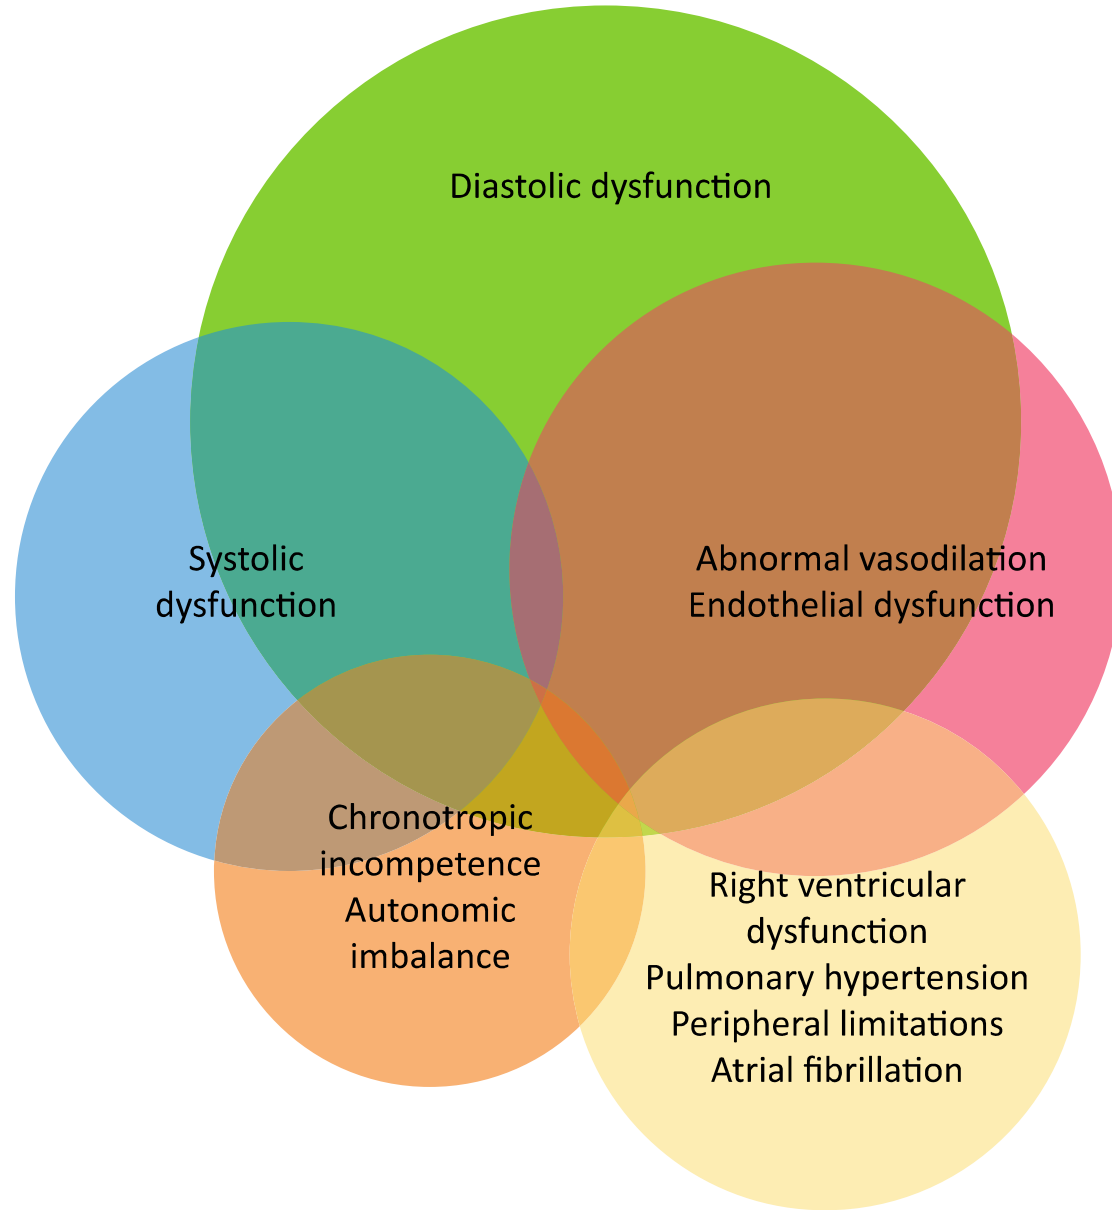 Diastolic dysfunction
Systolic
dysfunction
Abnormal vasodilation
Endothelial dysfunction
Chronotropic
incompetence
Autonomic
imbalance
Right ventricular
dysfunction
Pulmonary hypertension
Peripheral limitations
Atrial fibrillation